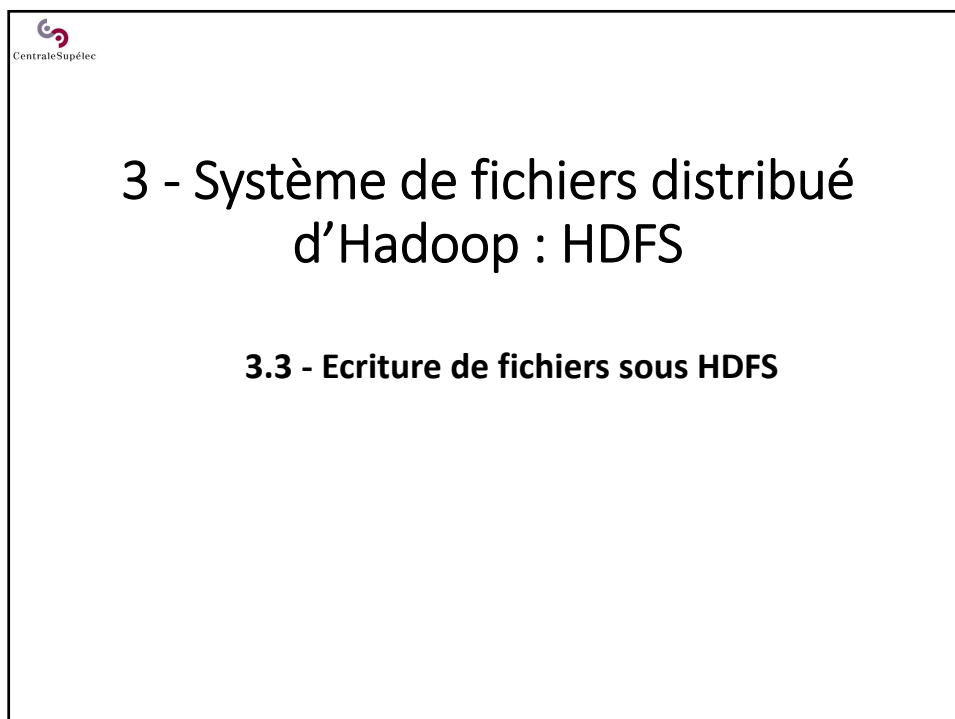 CentraleSupélec
3 - Système de fichiers distribué
d’Hadoop : HDFS
3.3 - Ecriture de fichiers sous HDFS